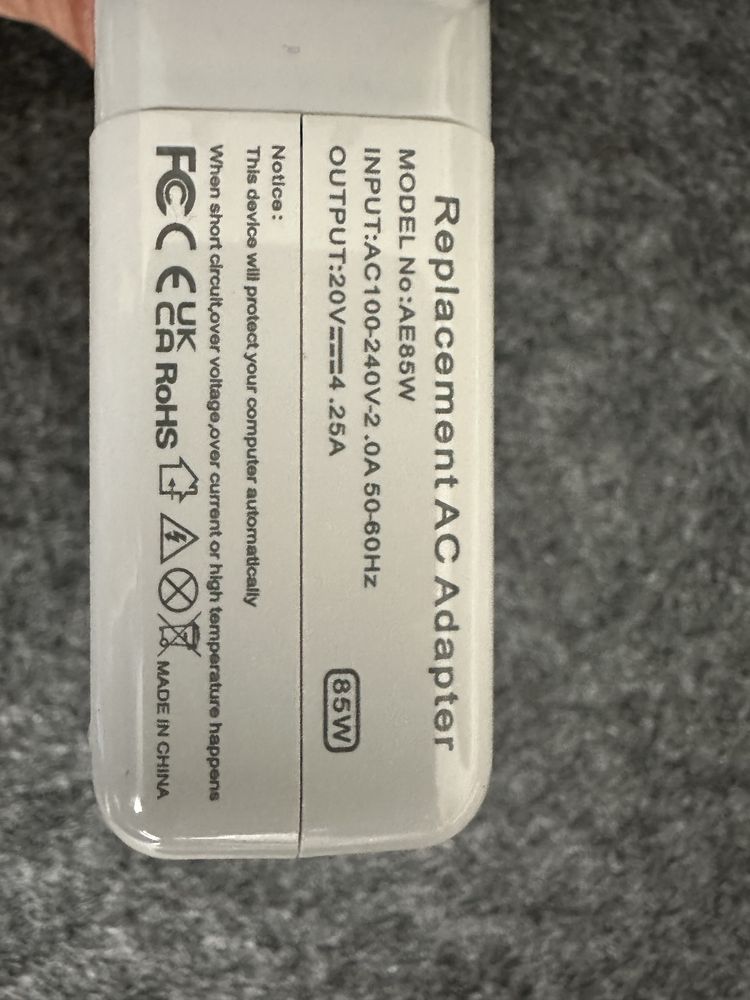 Replacement AC Adapter
MODEL No:AE85W
INPUT:AC100-240V-2 .0A 50-60Hz
OUTPUT:20V⎓4 .25A
85W
Notice:
This device will protect your computer automatically
When short circuit,over voltage,over current or high temperature happens
FC CE UK CA RoHS MADE IN CHINA